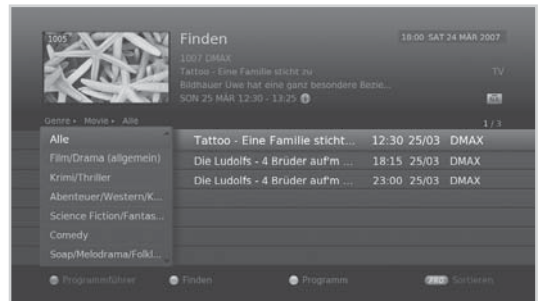 1005
Finden
18:00 SAT 24 MÄR 2007
1007 DMAX
Tattoo - Eine Familie sticht zu
TV
Bildhauer Uwe hat eine ganz besondere Bezie...
SON 25 MÄR 12:30 - 13:25
Genre • Movie • Alle
1 / 3
Alle
Tattoo - Eine Familie sticht... 12:30 25/03 DMAX
Film/Drama (allgemein)
Die Ludolfs - 4 Brüder auf'm ... 18:15 25/03 DMAX
Krimi/Thriller
Die Ludolfs - 4 Brüder auf'm ... 23:00 25/03 DMAX
Abenteuer/Western/K...
Science Fiction/Fantas...
Comedy
Soap/Melodrama/Folkl...
Programmführer
Finden
Programm
Sortieren